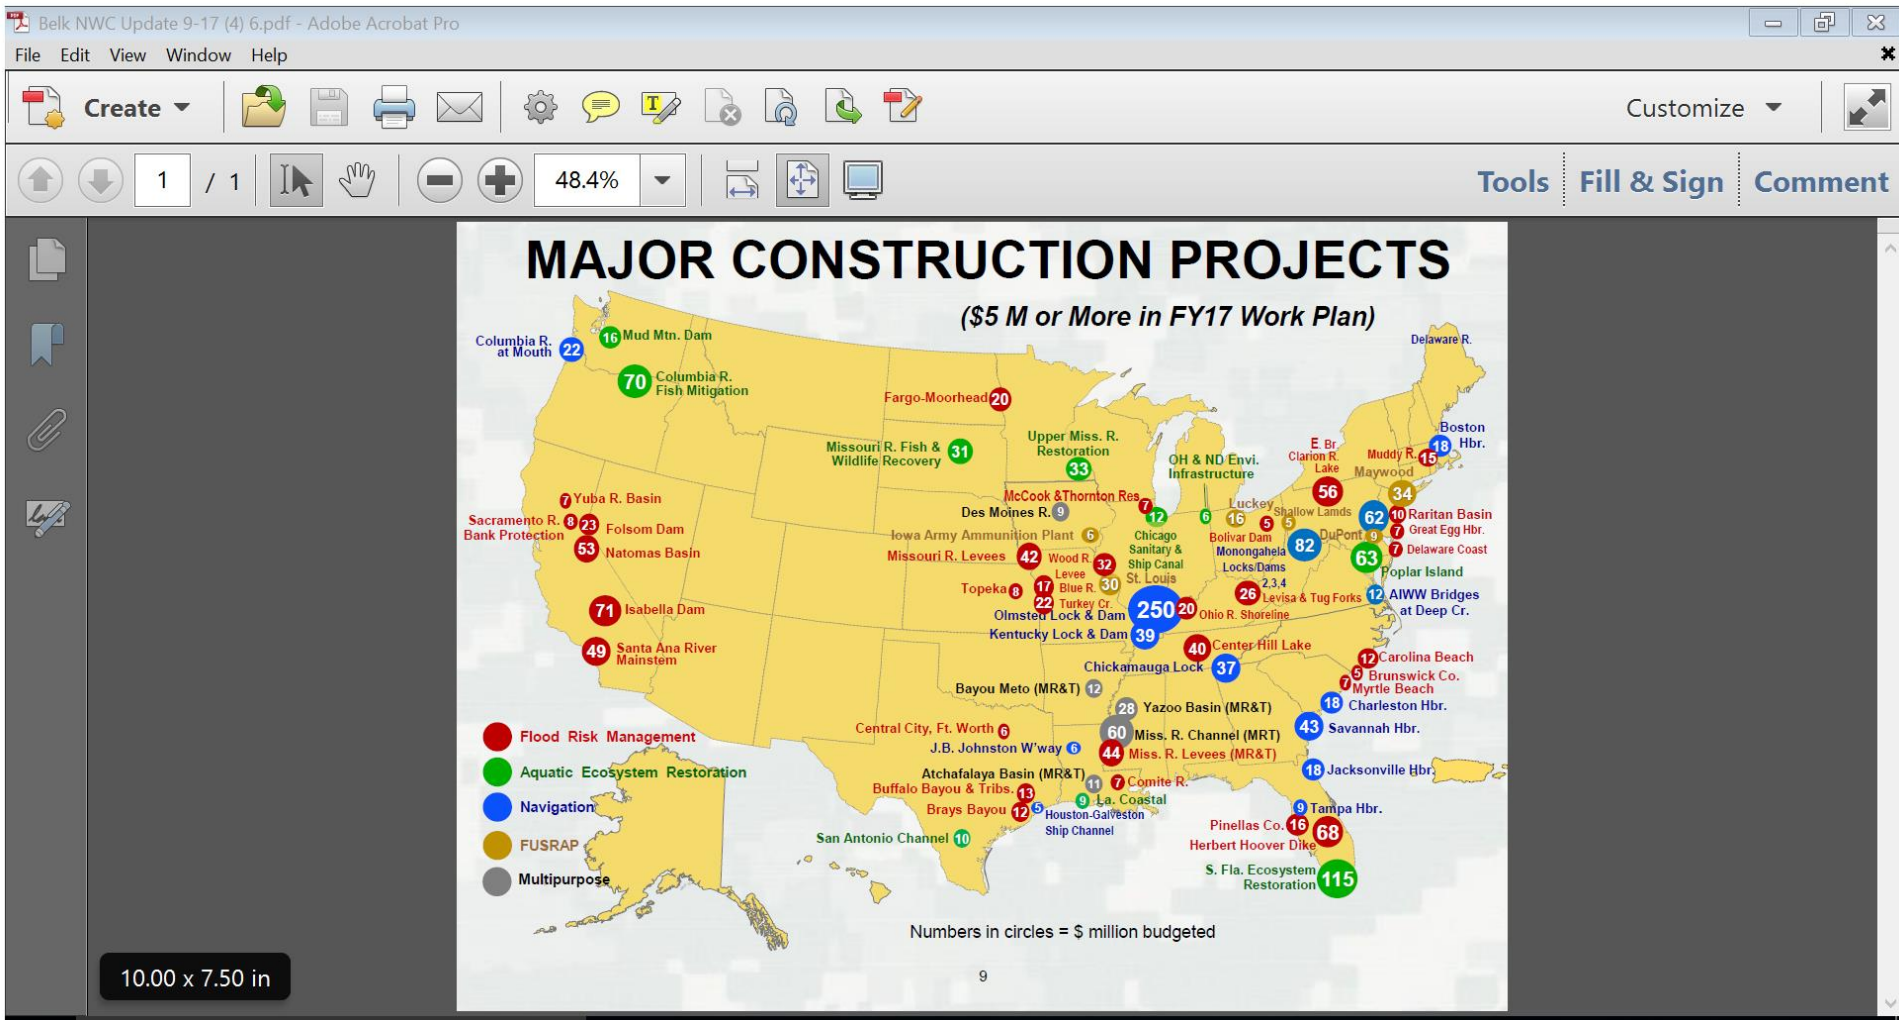 Belk NWC Update 9-17 (4) 6.pdf - Adobe Acrobat Pro
File Edit View Window Help
Create
Customize
1 / 1
48.4%
Tools Fill & Sign Comment
MAJOR CONSTRUCTION PROJECTS
($5 M or More in FY17 Work Plan)
Columbia R.
at Mouth 22
16 Mud Mtn. Dam
70 Columbia R.
Fish Mitigation
Delaware R.
Fargo-Moorhead 20
Missouri R. Fish &
Wildlife Recovery 31
Upper Miss. R.
Restoration
33
OH & ND Envi.
Infrastructure
6
E. Br
Clarion R.
Lake
56
Boston
Hbr.
18
Muddy R. 15
Maywood
34
7 Yuba R. Basin
Sacramento R. 8
Bank Protection
23 Folsom Dam
53 Natomas Basin
McCook &Thornton Res
7
Des Moines R. 9
12
Chicago
Sanitary &
Ship Canal
Luckey
16
Shallow Lamds
5
5
Bolivar Dam
62
10 Raritan Basin
7 Great Egg Hbr.
DuPont 9
7 Delaware Coast
Iowa Army Ammunition Plant 6
Missouri R. Levees 42
Wood R.
Levee
32
Monongahela
Locks/Dams
2,3,4
82
63
Poplar Island
Topeka 8
17 Blue R.
30 St. Louis
22 Turkey Cr.
26 Levisa & Tug Forks
12 AIWW Bridges
at Deep Cr.
71 Isabella Dam
Olmsted Lock & Dam 250
20 Ohio R. Shoreline
Kentucky Lock & Dam 39
49 Santa Ana River
Mainstem
40 Center Hill Lake
Chickamauga Lock 37
12 Carolina Beach
5 Brunswick Co.
7 Myrtle Beach
Bayou Meto (MR&T) 12
18 Charleston Hbr.
28 Yazoo Basin (MR&T)
Central City, Ft. Worth 6
60 Miss. R. Channel (MRT)
43 Savannah Hbr.
J.B. Johnston W'way 6
44 Miss. R. Levees (MR&T)
Atchafalaya Basin (MR&T)
11
7 Comite R.
18 Jacksonville Hbr.
Buffalo Bayou & Tribs. 13
9 La. Coastal
Brays Bayou 12
5 Houston-Galveston
Ship Channel
9 Tampa Hbr.
Pinellas Co. 16
68
Herbert Hoover Dike
San Antonio Channel 10
S. Fla. Ecosystem
Restoration 115
Flood Risk Management
Aquatic Ecosystem Restoration
Navigation
FUSRAP
Multipurpose
Numbers in circles = $ million budgeted
9
10.00 x 7.50 in